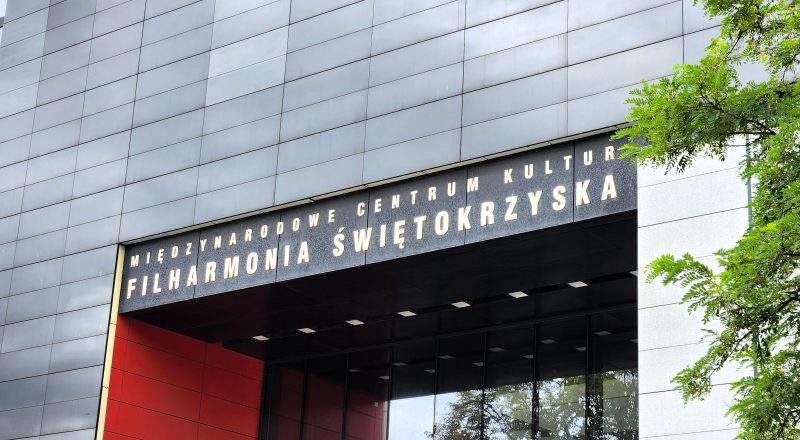 MIĘDZYNARODOWE CENTRUM KULTUR
FILHARMONIA ŚWIĘTOKRZYSKA